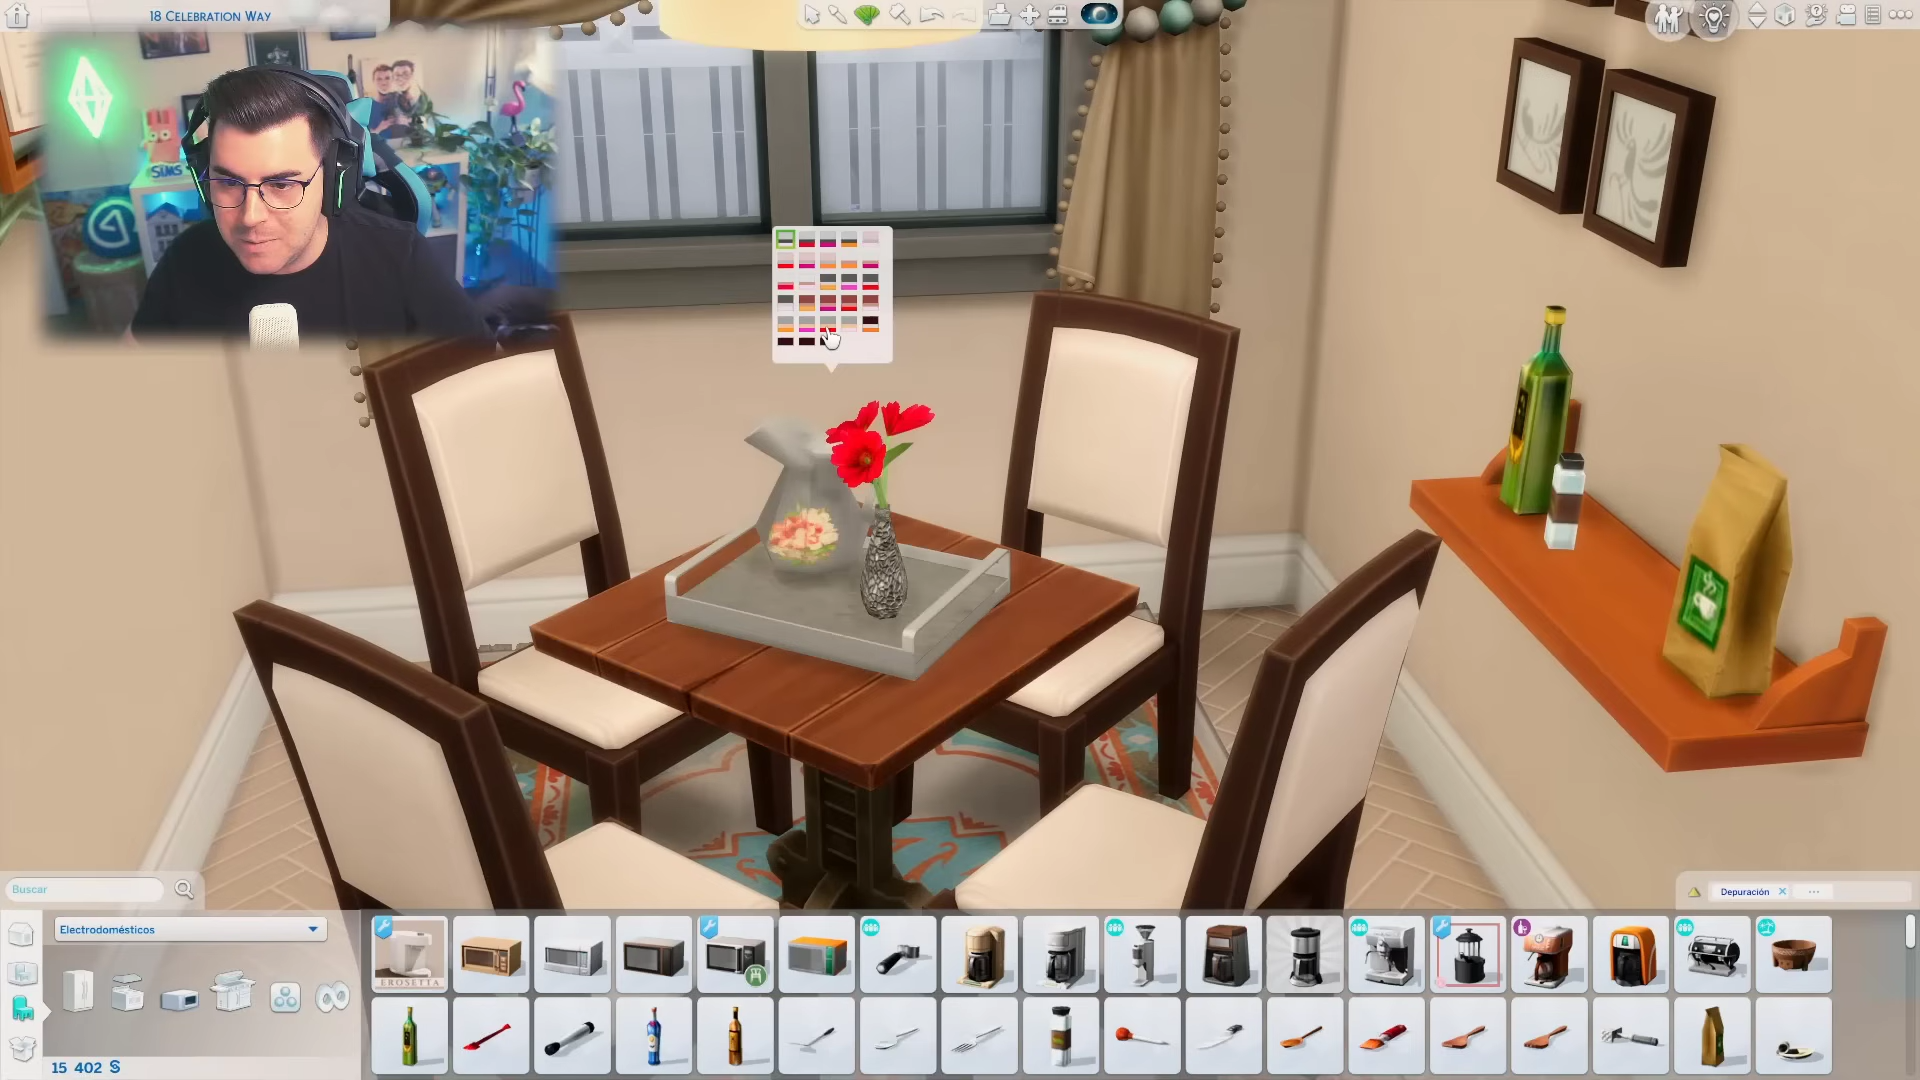 18 Celebration Way
SIMS
Buscar
Depuración
Electrodomésticos
EROSETTA
15 402 $